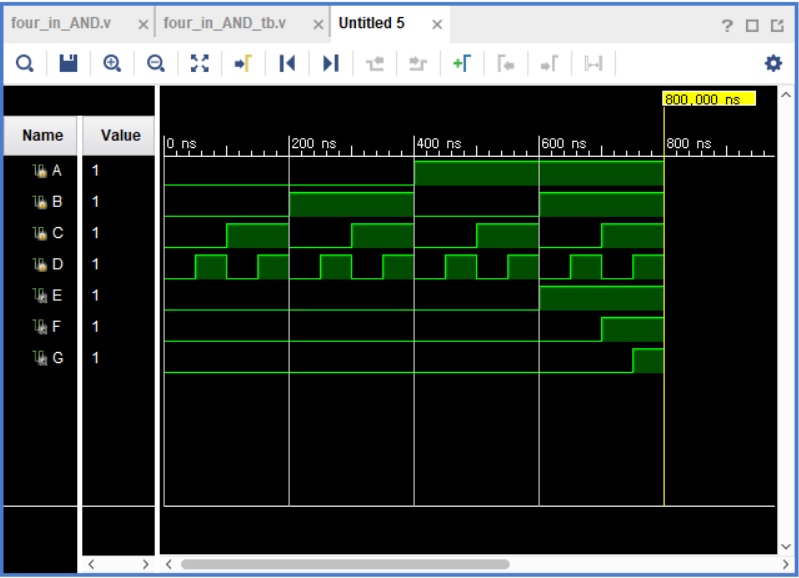 four_in_AND.v × four_in_AND_tb.v × Untitled 5 × ?
800,000 ns
Name Value 0 ns 200 ns 400 ns 600 ns 800 ns
A 1
B 1
C 1
D 1
E 1
F 1
G 1